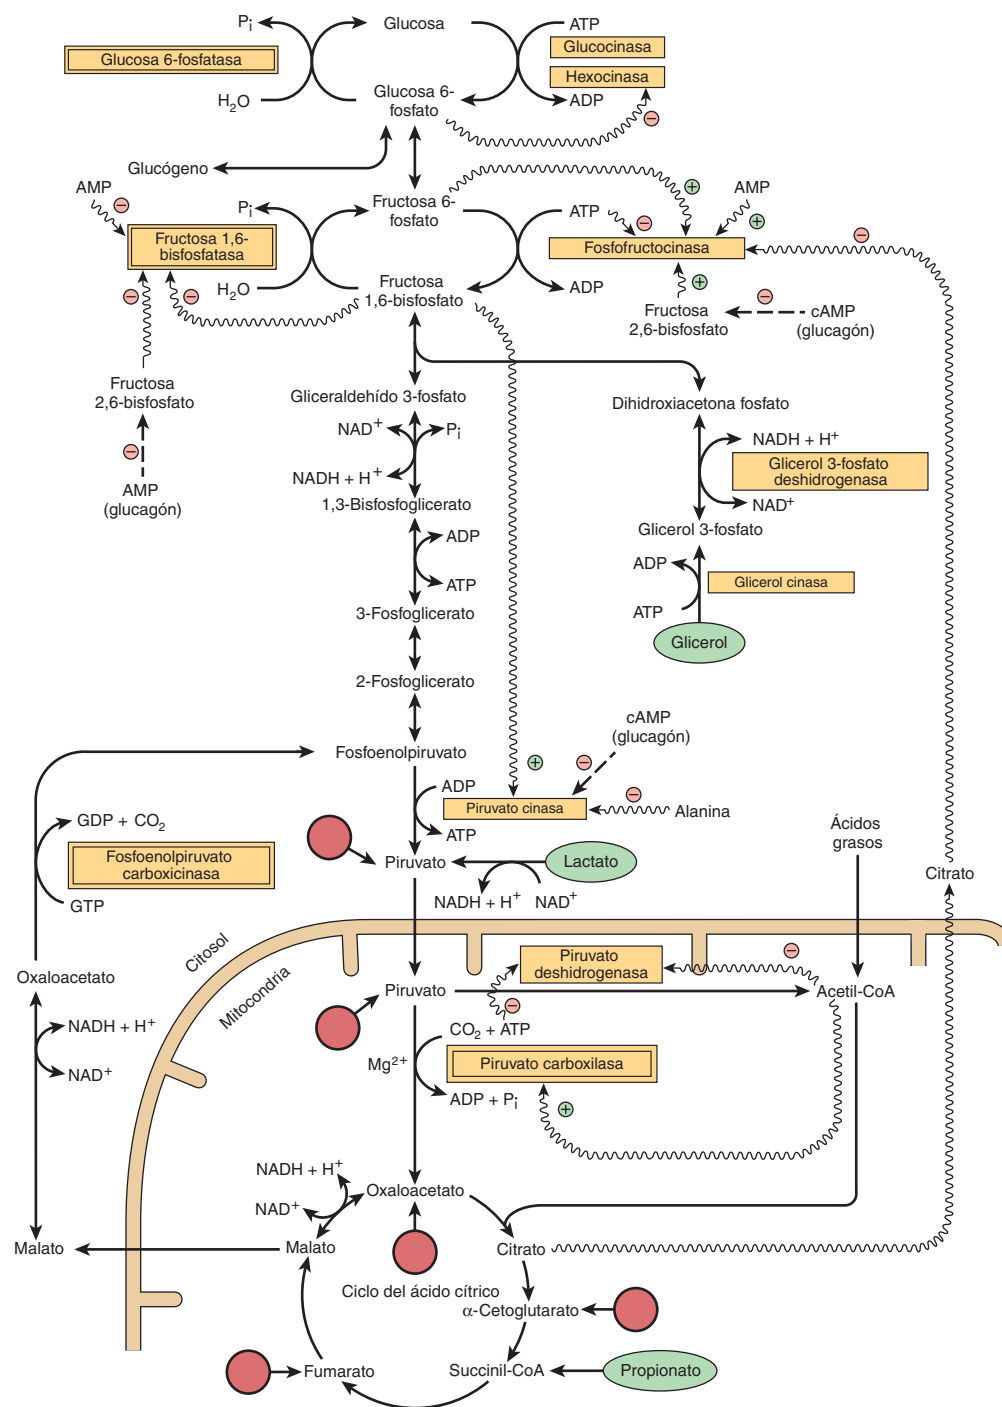 Pi
Glucosa
ATP
Glucosa 6-fosfatasa
Glucocinasa
Hexocinasa
H2O
Glucosa 6-
fosfato
ADP
−
Glucógeno
AMP
−
Pi
Fructosa 6-
fosfato
ATP
−
+
AMP
+
−
Fructosa 1,6-
bisfosfatasa
Fosfofructocinasa
−
−
H2O
Fructosa
1,6-bisfosfato
ADP
+
Fructosa
2,6-bisfosfato
−
cAMP
(glucagón)
Fructosa
2,6-bisfosfato
−
AMP
(glucagón)
Gliceraldehído 3-fosfato
Dihidroxiacetona fosfato
NAD+
Pi
NADH + H+
NADH + H+
Glicerol 3-fosfato
deshidrogenasa
NAD+
1,3-Bisfosfoglicerato
Glicerol 3-fosfato
ADP
ATP
ADP
Glicerol cinasa
ATP
3-Fosfoglicerato
Glicerol
2-Fosfoglicerato
Fosfoenolpiruvato
cAMP
(glucagón)
+
−
ADP
Piruvato cinasa
−
Alanina
ATP
GDP + CO2
Fosfoenolpiruvato
carboxicinasa
GTP
Piruvato
Lactato
NADH + H+
NAD+
Ácidos
grasos
Citrato
Citosol
Mitocondria
Oxaloacetato
Piruvato
deshidrogenasa
−
Piruvato
−
Acetil-CoA
NADH + H+
NAD+
CO2 + ATP
Mg2+
Piruvato carboxilasa
ADP + Pi
+
NADH + H+
NAD+
Oxaloacetato
Malato
Malato
Citrato
Ciclo del ácido cítrico
α-Cetoglutarato
Fumarato
Succinil-CoA
Propionato